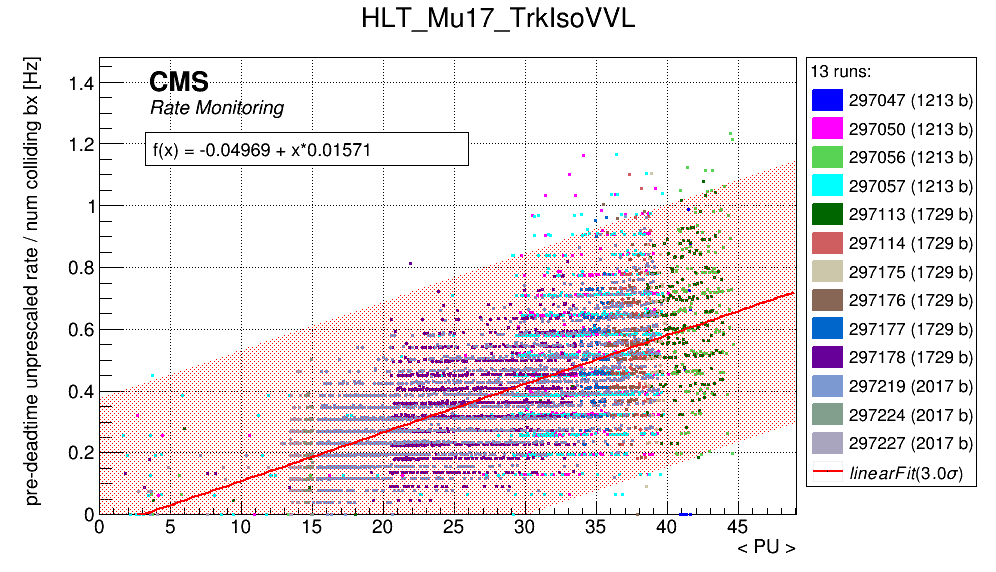 HLT_Mu17_TrkIsoVVL
pre-deadtime unprescaled rate / num colliding bx [Hz]
1.4
1.2
1
0.8
0.6
0.4
0.2
0
CMS
Rate Monitoring
f(x) = -0.04969 + x*0.01571
0 5 10 15 20 25 30 35 40 45
< PU >
13 runs:
297047 (1213 b)
297050 (1213 b)
297056 (1213 b)
297057 (1213 b)
297113 (1729 b)
297114 (1729 b)
297175 (1729 b)
297176 (1729 b)
297177 (1729 b)
297178 (1729 b)
297219 (2017 b)
297224 (2017 b)
297227 (2017 b)
linearFit(3.0σ)